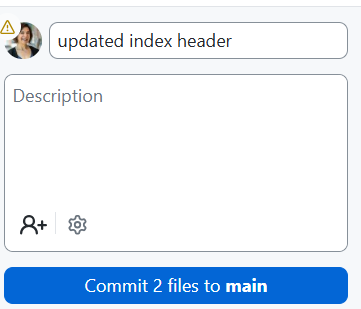 updated index header
Description
Commit 2 files to main